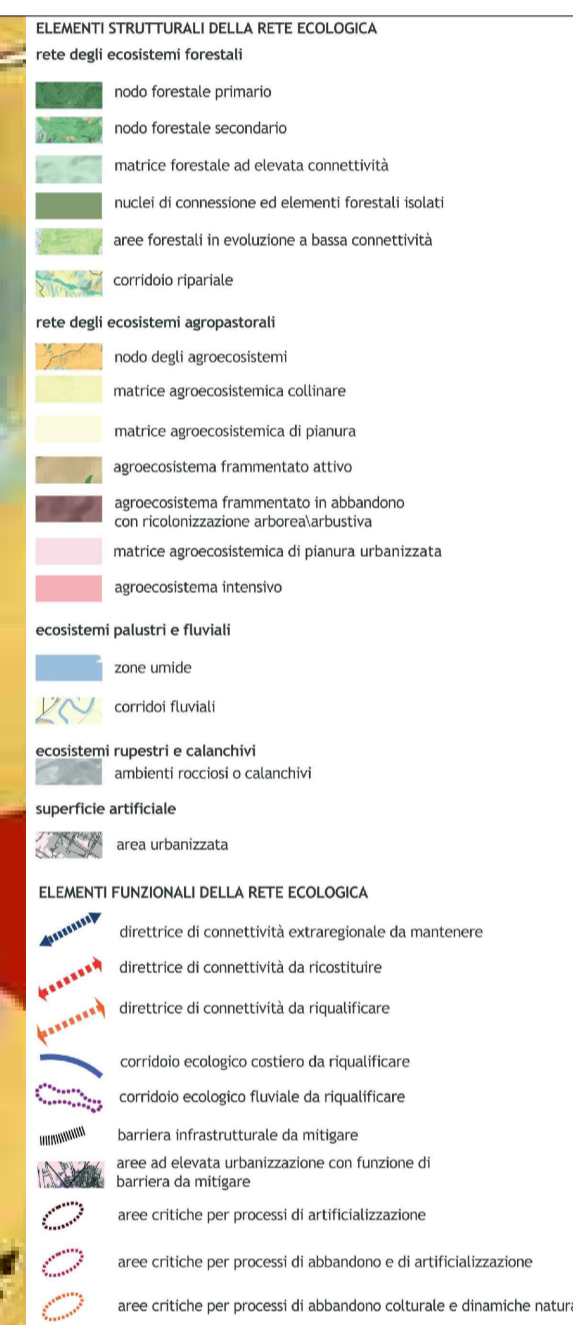 ELEMENTI STRUTTURALI DELLA RETE ECOLOGICA
rete degli ecosistemi forestali
nodo forestale primario
nodo forestale secondario
matrice forestale ad elevata connettività
nuclei di connessione ed elementi forestali isolati
aree forestali in evoluzione a bassa connettività
corridoio ripariale
rete degli ecosistemi agropastorali
nodo degli agroecosistemi
matrice agroecosistemica collinare
matrice agroecosistemica di pianura
agroecosistema frammentato attivo
agroecosistema frammentato in abbandono
con ricolonizzazione arborea\arbustiva
matrice agroecosistemica di pianura urbanizzata
agroecosistema intensivo
ecosistemi palustri e fluviali
zone umide
corridoi fluviali
ecosistemi rupestri e calanchivi
ambienti rocciosi o calanchivi
superficie artificiale
area urbanizzata
ELEMENTI FUNZIONALI DELLA RETE ECOLOGICA
direttrice di connettività extraregionale da mantenere
direttrice di connettività da ricostituire
direttrice di connettività da riqualificare
corridoio ecologico costiero da riqualificare
corridoio ecologico fluviale da riqualificare
barriera infrastrutturale da mitigare
aree ad elevata urbanizzazione con funzione di
barriera da mitigare
aree critiche per processi di artificializzazione
aree critiche per processi di abbandono e di artificializzazione
aree critiche per processi di abbandono colturale e dinamiche natura